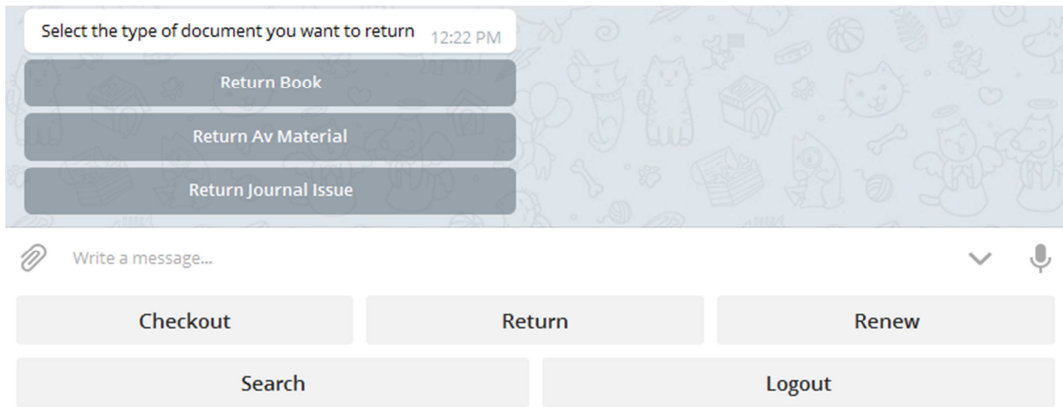 Select the type of document you want to return 12:22 PM
Return Book
Return Av Material
Return Journal Issue
Write a message...
Checkout Return Renew
Search Logout